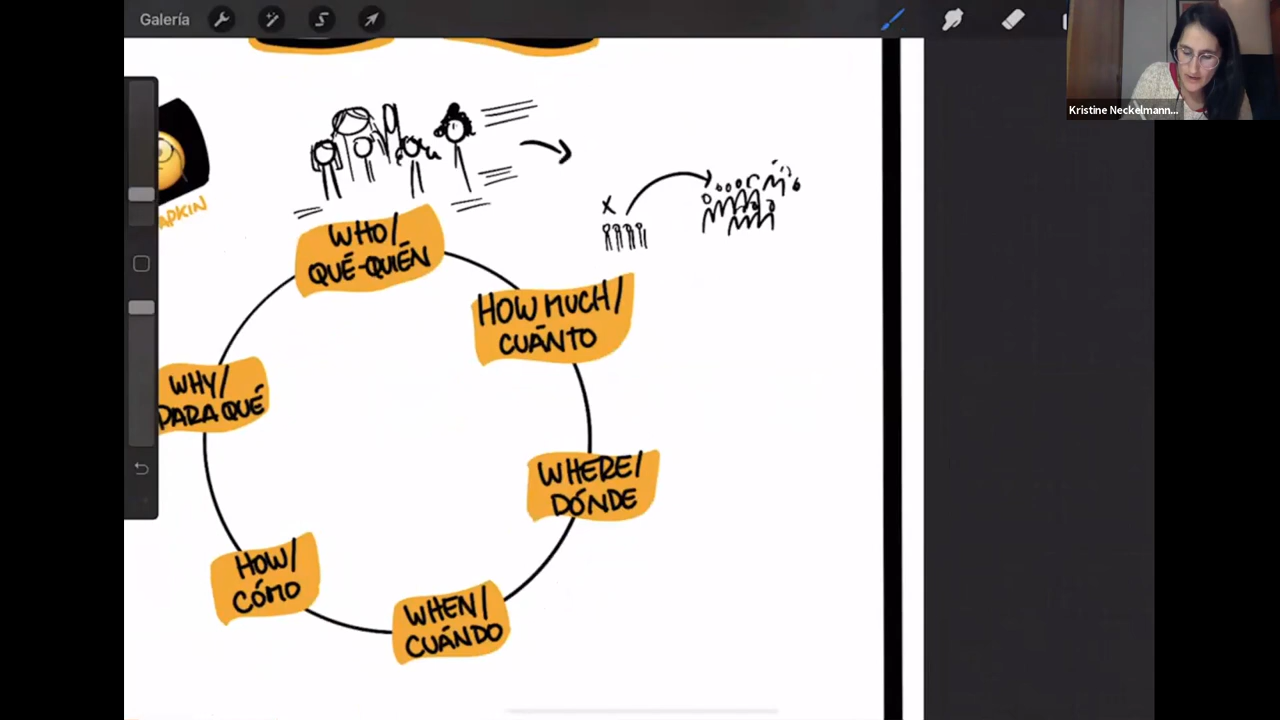 Galería
Kristine Neckelmann...
APKIN
X
WHO/
QUÉ-QUIÉN
HOW MUCH/
CUÁNTO
WHY/
PARA QUÉ
WHERE/
DÓNDE
HOW/
CÓMO
WHEN/
CUÁNDO